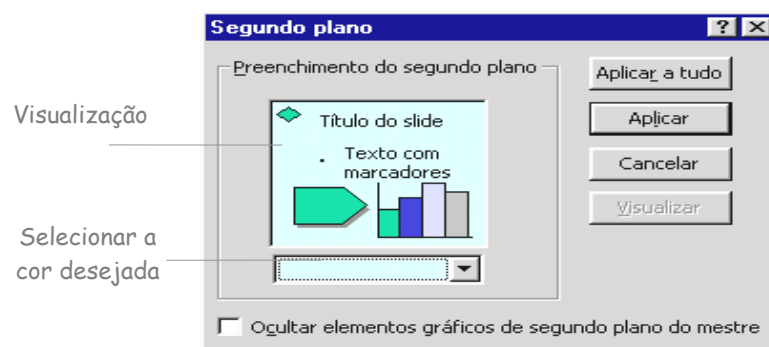 Segundo plano
Preenchimento do segundo plano
Visualização
Título do slide
Texto com
marcadores
Selecionar a
cor desejada
Aplicar a tudo
Aplicar
Cancelar
Visualizar
Ocultar elementos gráficos de segundo plano do mestre